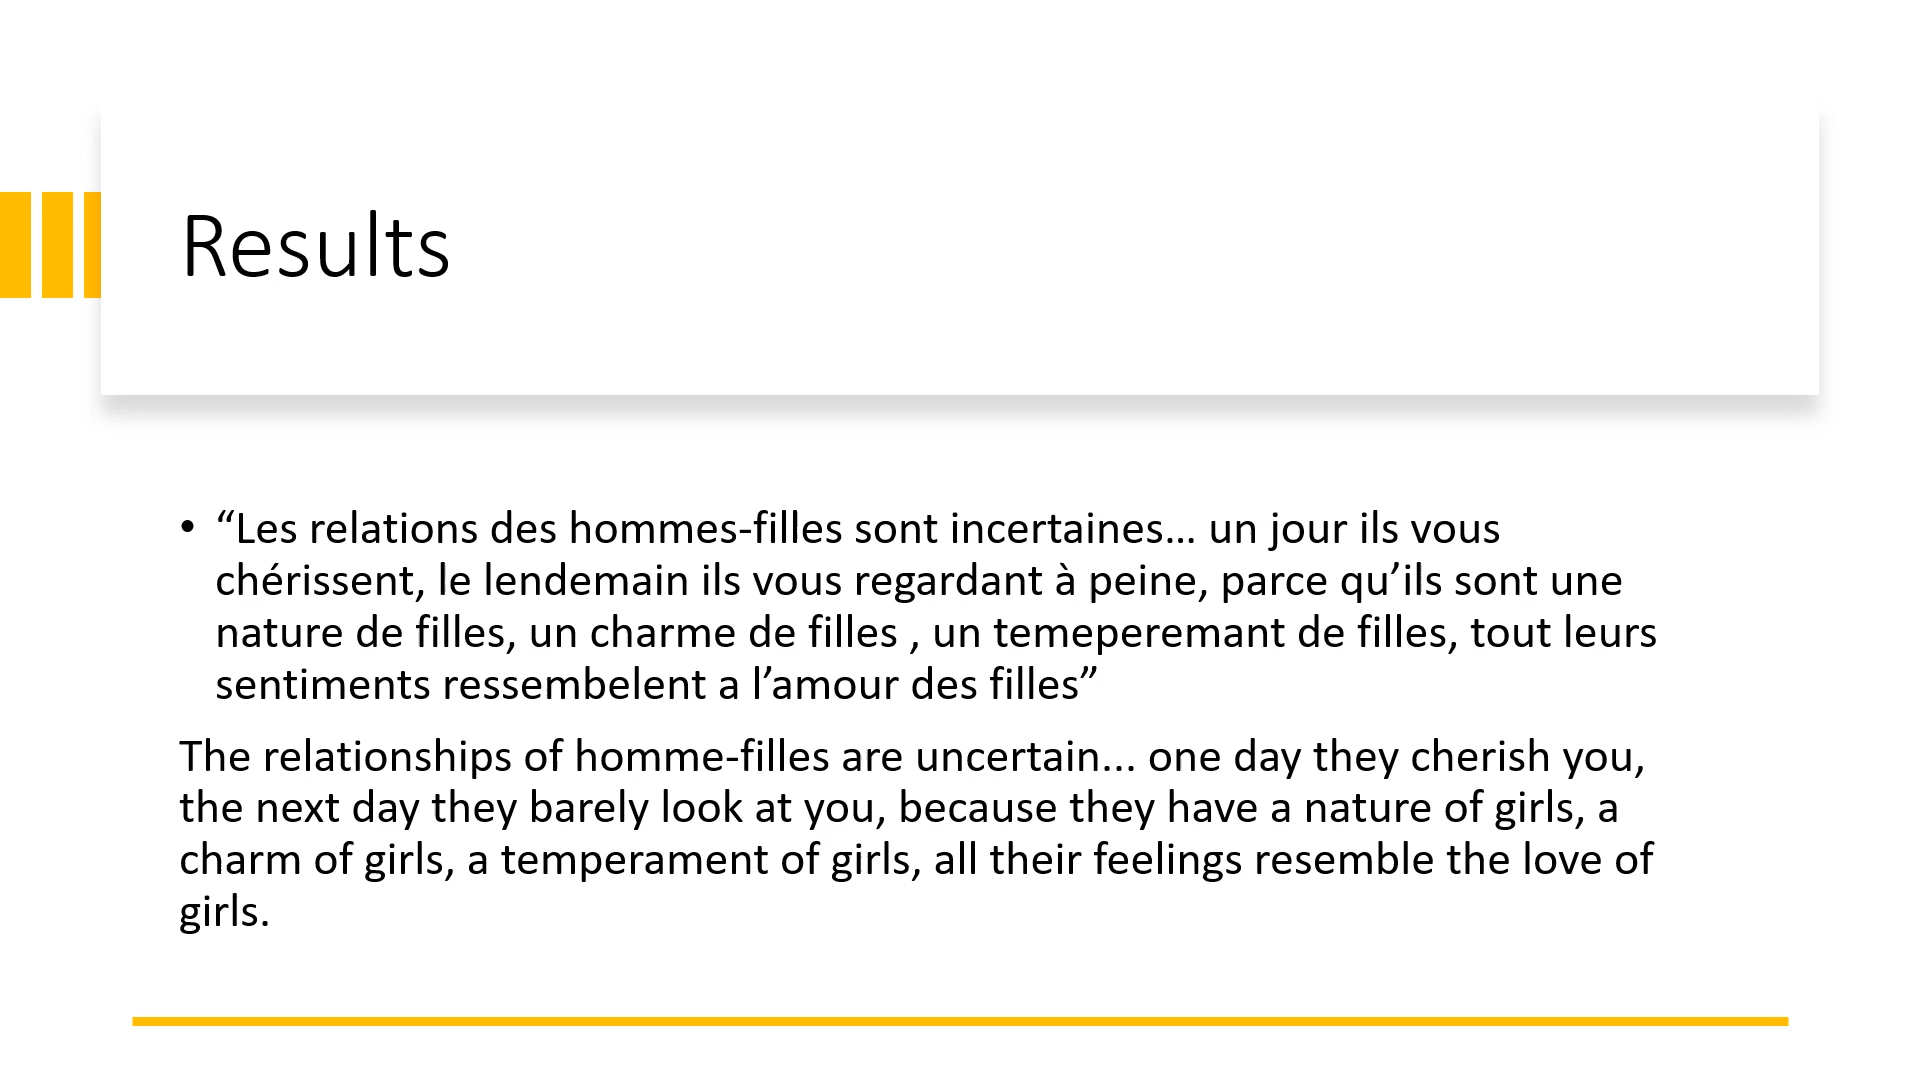 Results
• “Les relations des hommes-filles sont incertaines... un jour ils vous
chérissent, le lendemain ils vous regardant à peine, parce qu’ils sont une
nature de filles, un charme de filles , un temeperemant de filles, tout leurs
sentiments ressembelent a l’amour des filles”
The relationships of homme-filles are uncertain... one day they cherish you,
the next day they barely look at you, because they have a nature of girls, a
charm of girls, a temperament of girls, all their feelings resemble the love of
girls.